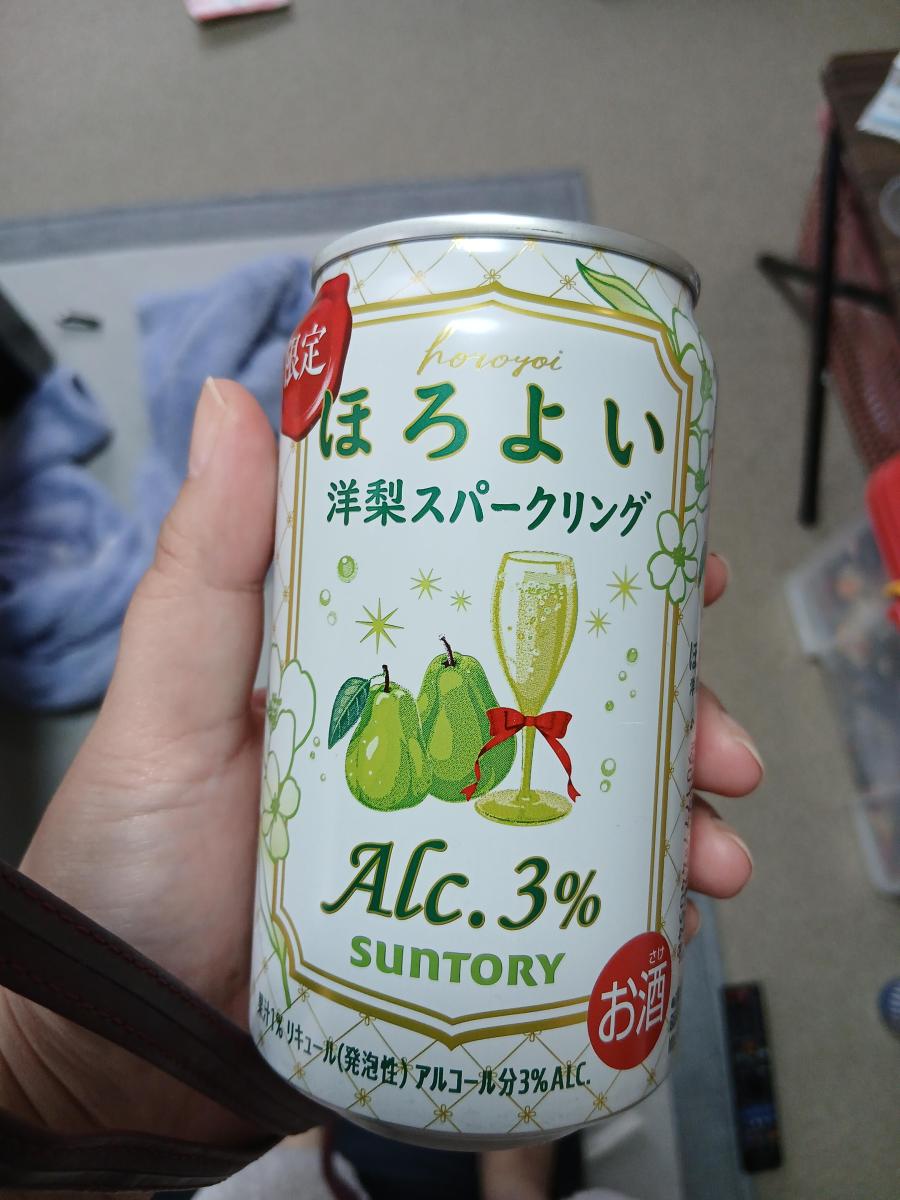 限定
horoyoi
ほろよい
洋梨スパークリング
Alc.3%
SUNTORY
さけ
お酒
果汁1% リキュール(発泡性) アルコール分3%ALC.